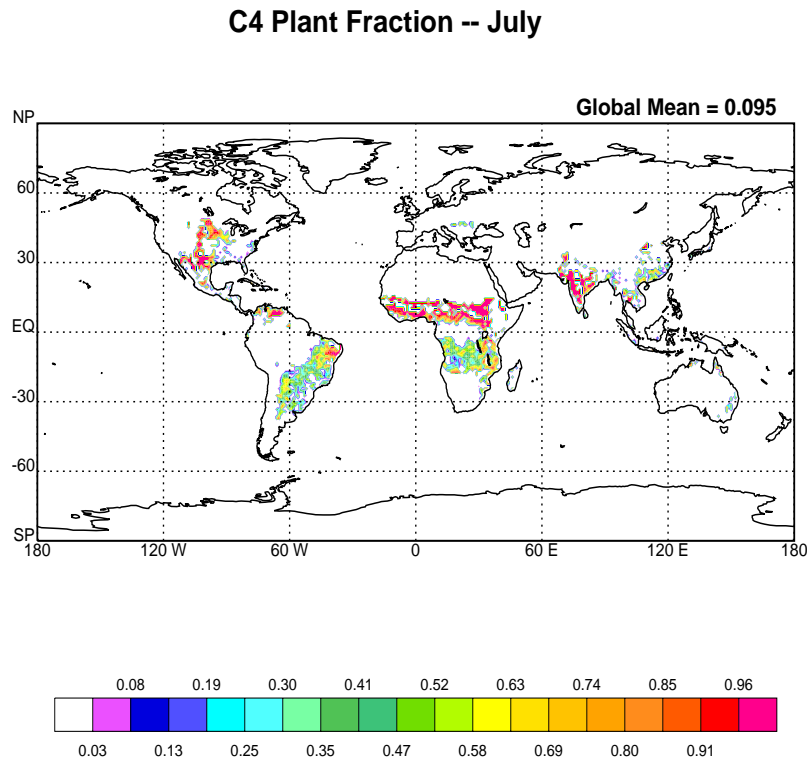 C4 Plant Fraction -- July
Global Mean = 0.095
NP
60
30
EQ
-30
-60
SP
180 120 W 60 W 0 60 E 120 E 180
0.08 0.19 0.30 0.41 0.52 0.63 0.74 0.85 0.96
0.03 0.13 0.25 0.35 0.47 0.58 0.69 0.80 0.91